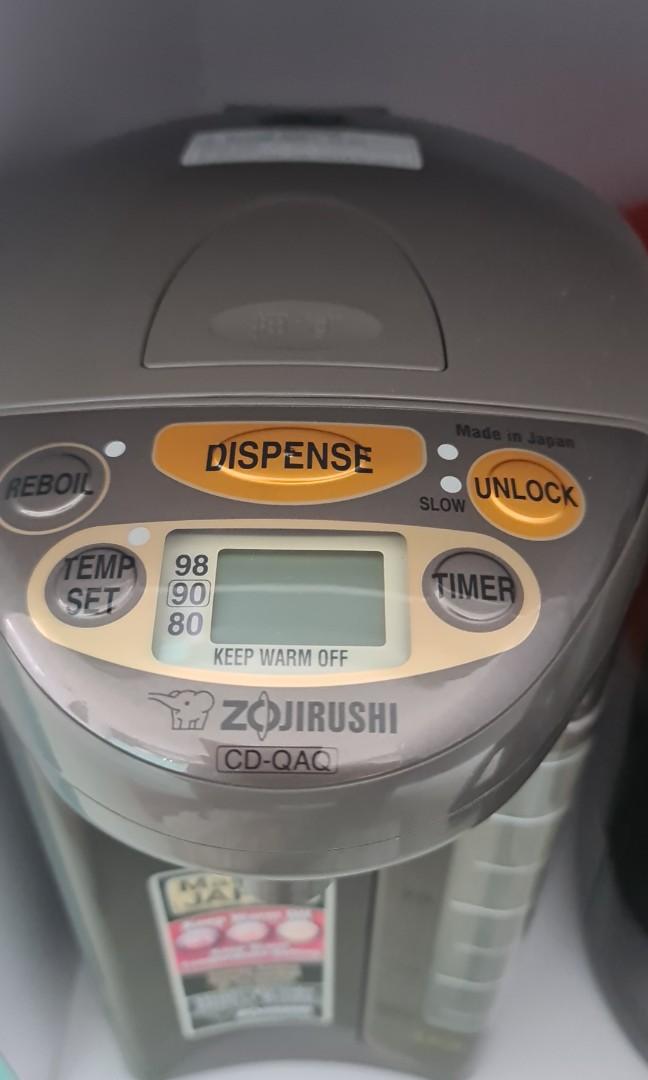 Made in Japan
DISPENSE
REBOIL
UNLOCK
SLOW
TEMP
SET
98
90
80
TIMER
KEEP WARM OFF
ZOJIRUSHI
CD-QAQ